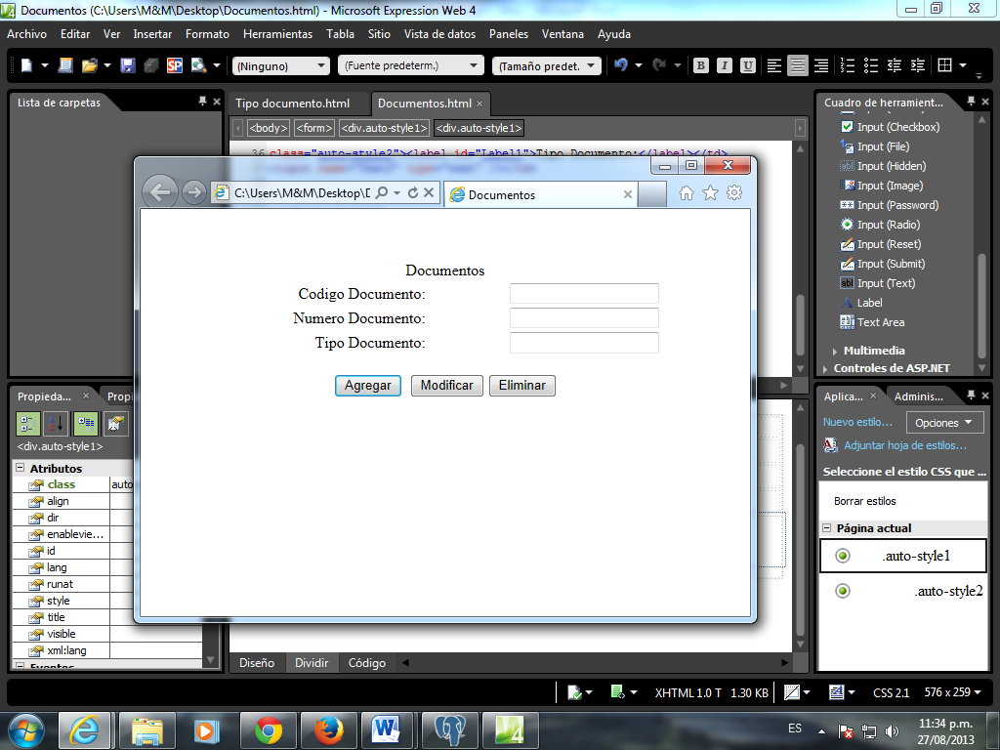 Documentos (C:\Users\M&M\Desktop\Documentos.html) - Microsoft Expression Web 4
Archivo Editar Ver Insertar Formato Herramientas Tabla Sitio Vista de datos Paneles Ventana Ayuda
SP (Ninguno) (Fuente predeterm.) (Tamaño predet. B I U
Lista de carpetas
Tipo documento.html Documentos.html
<body> <form> <div.auto-style1> <div.auto-style1>
36 class="auto-style2"><label id="Label1">Tipo Documento:</label></td>
C:\Users\M&M\Desktop\D
Documentos
Documentos
Codigo Documento:
Numero Documento:
Tipo Documento:
Agregar Modificar Eliminar
Cuadro de herramient...
Input (Checkbox)
Input (File)
Input (Hidden)
Input (Image)
Input (Password)
Input (Radio)
Input (Reset)
Input (Submit)
Input (Text)
Label
Text Area
Multimedia
Controles de ASP.NET
Propieda... Propi
<div.auto-style1>
Atributos
class auto
align
dir
enablevie...
id
lang
runat
style
title
visible
xml:lang
Eventos
Aplica... Adminis...
Nuevo estilo... Opciones
Adjuntar hoja de estilos...
Seleccione el estilo CSS que ...
Borrar estilos
Página actual
.auto-style1
.auto-style2
Diseño Dividir Código
XHTML 1.0 T 1.30 KB CSS 2.1 576 x 259
ES 11:34 p.m.
27/08/2013